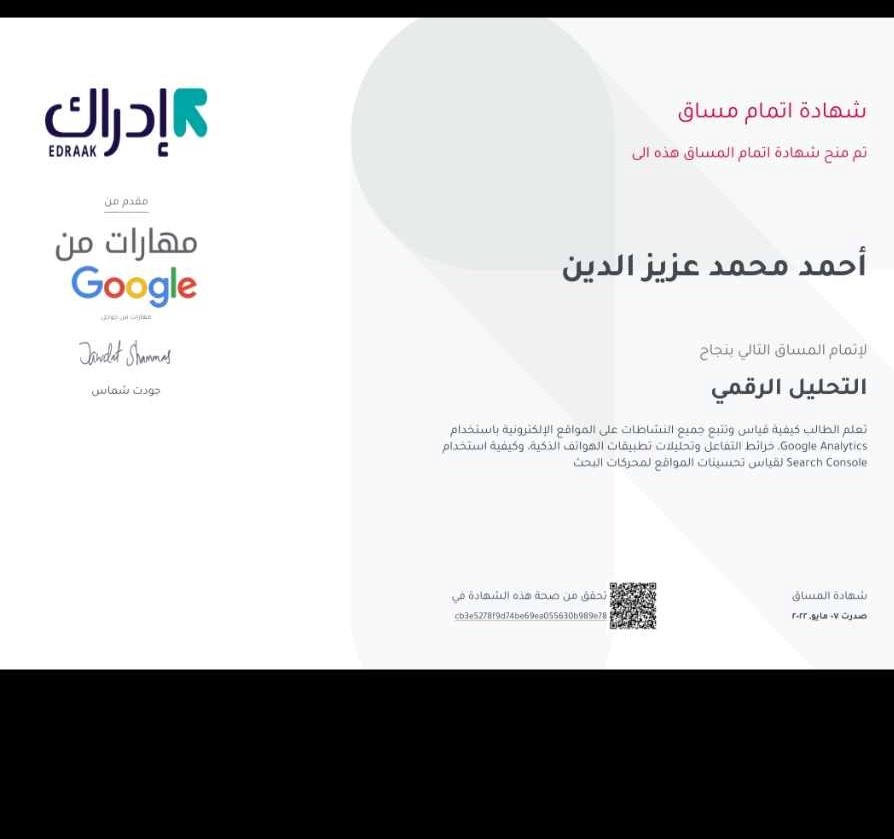 شهادة اتمام مساق
تم منح شهادة اتمام المساق هذه الى
أحمد محمد عزيز الدين
لإتمام المساق التالي بنجاح
التحليل الرقمي
تعلم الطالب كيفية قياس وتتبع جميع النشاطات على المواقع الإلكترونية باستخدام
Google Analytics، خرائط التفاعل وتحليلات تطبيقات الهواتف الذكية، وكيفية استخدام
Search Console لقياس تحسينات المواقع لمحركات البحث
شهادة المساق
صدرت ٠٧ مايو, ٢٠٢٢
تحقق من صحة هذه الشهادة في
cb3e5278f9d74be69ea055630b989e78
إدراك
EDRAAK
مقدم من
مهارات من
Google
مهارات من جوجل
Jawdat Shammas
جودت شماس